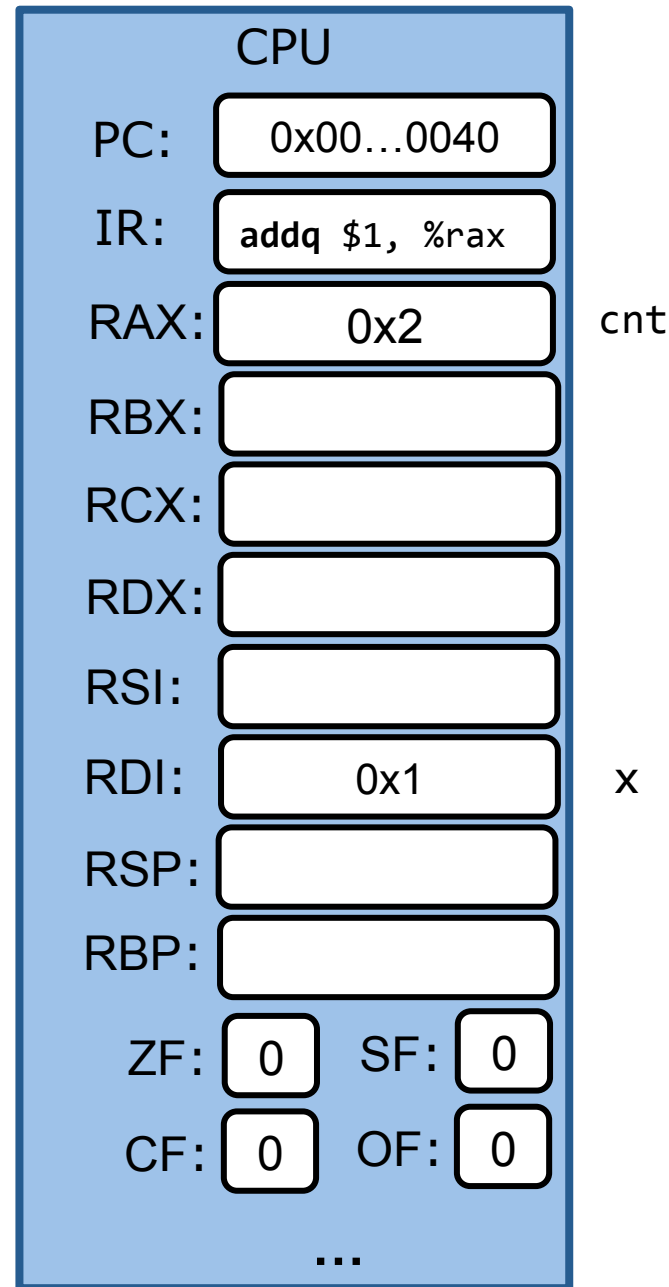 CPU
PC: 0x00…0040
IR: addq $1, %rax
RAX: 0x2 cnt
RBX:
RCX:
RDX:
RSI:
RDI: 0x1 x
RSP:
RBP:
ZF: 0 SF: 0
CF: 0 OF: 0
…